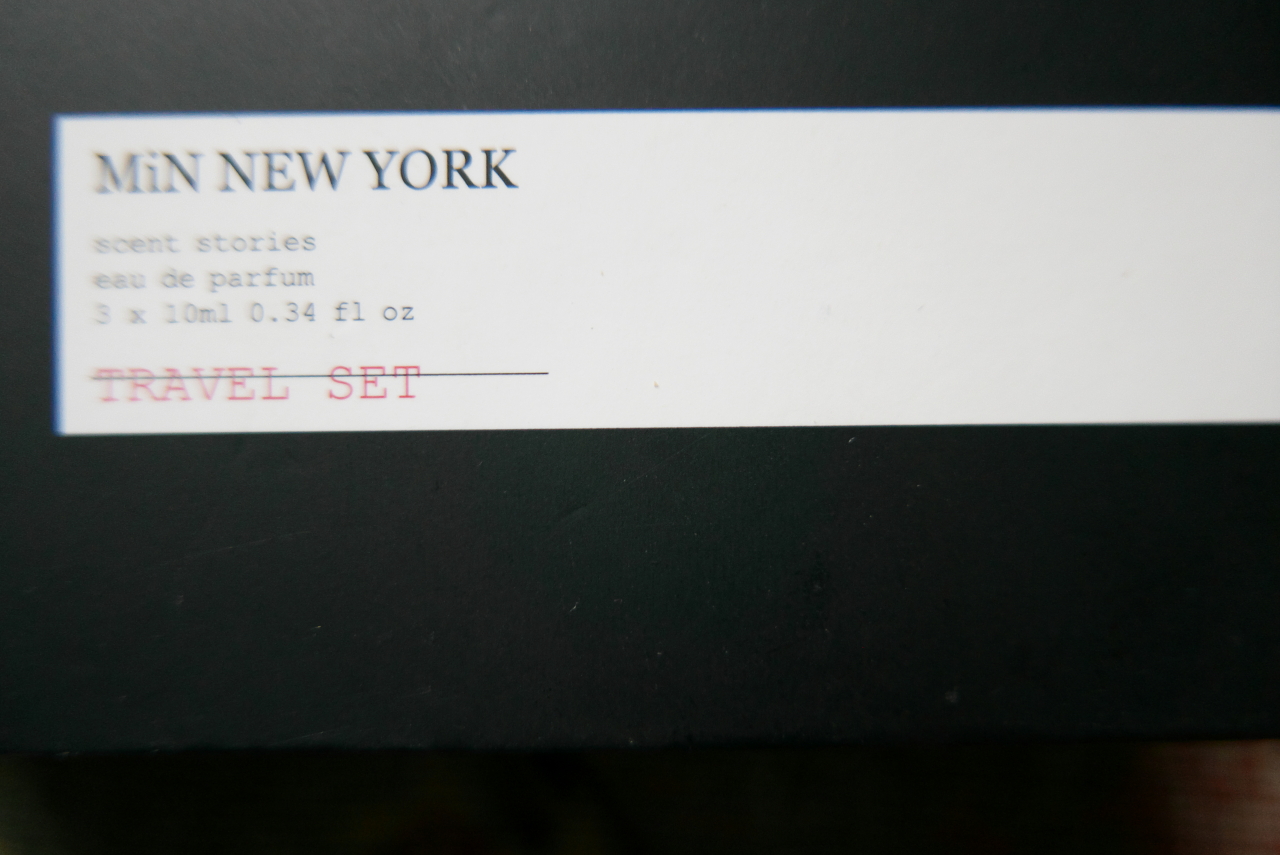 MiN NEW YORK
scent stories
eau de parfum
3 x 10ml 0.34 fl oz
TRAVEL SET